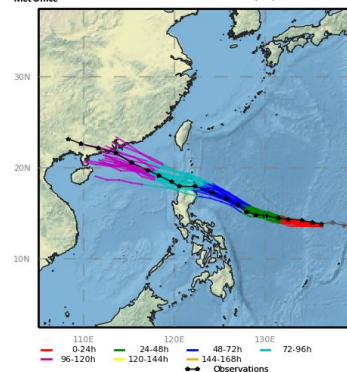 Met Office
30N
20N
10N
110E 120E 130E
0-24h 24-48h 48-72h 72-96h
96-120h 120-144h 144-168h
Observations